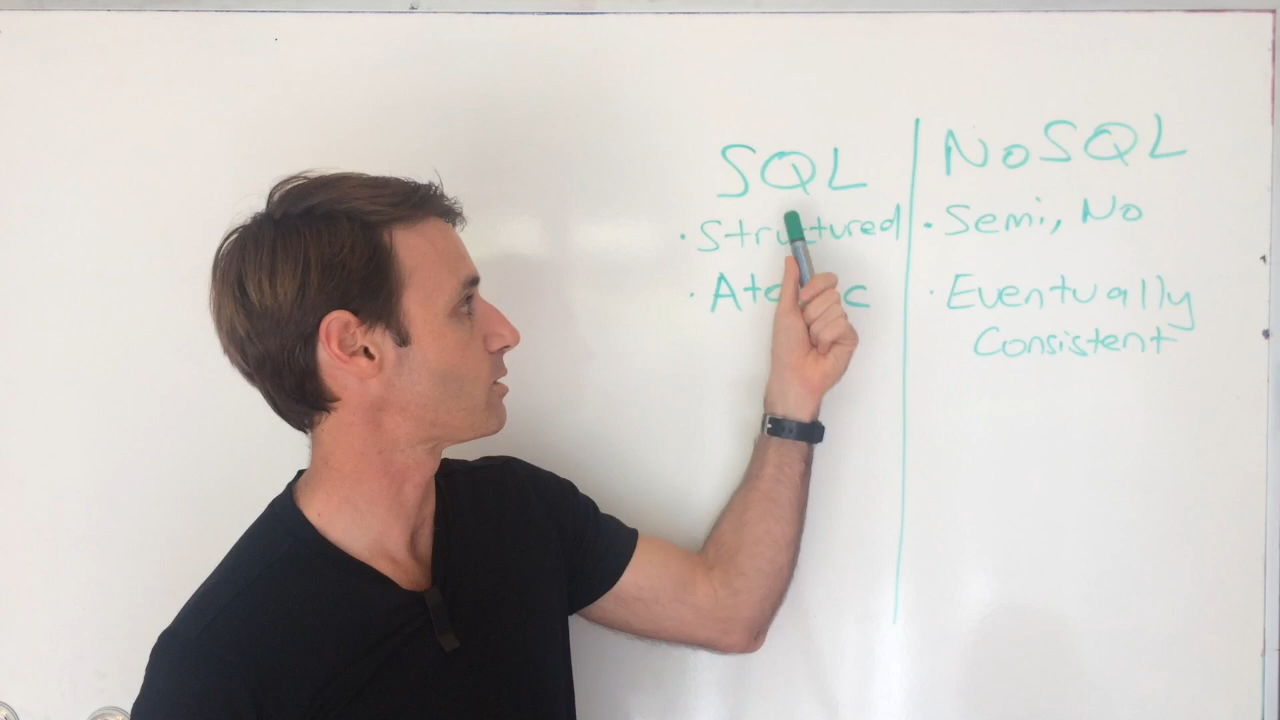 SQL
• Structured
• Atomic
NoSQL
• Semi, No
• Eventually
Consistent